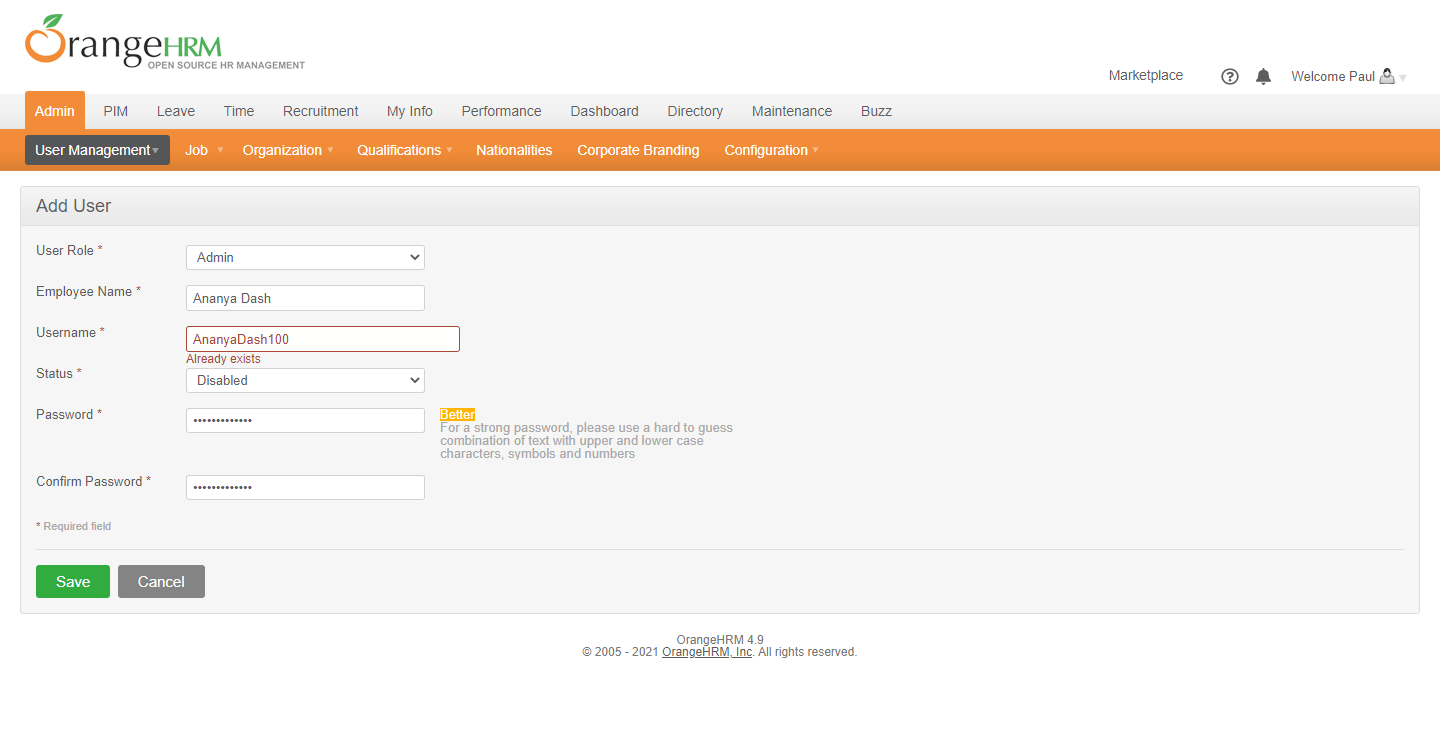 OrangeHRM
OPEN SOURCE HR MANAGEMENT
Marketplace Welcome Paul
Admin PIM Leave Time Recruitment My Info Performance Dashboard Directory Maintenance Buzz
User Management Job Organization Qualifications Nationalities Corporate Branding Configuration
Add User
User Role * Admin
Employee Name * Ananya Dash
Username * AnanyaDash100
Already exists
Status * Disabled
Password * ••••••••••••• Better
For a strong password, please use a hard to guess
combination of text with upper and lower case
characters, symbols and numbers
Confirm Password * •••••••••••••
* Required field
Save Cancel
OrangeHRM 4.9
© 2005 - 2021 OrangeHRM, Inc. All rights reserved.